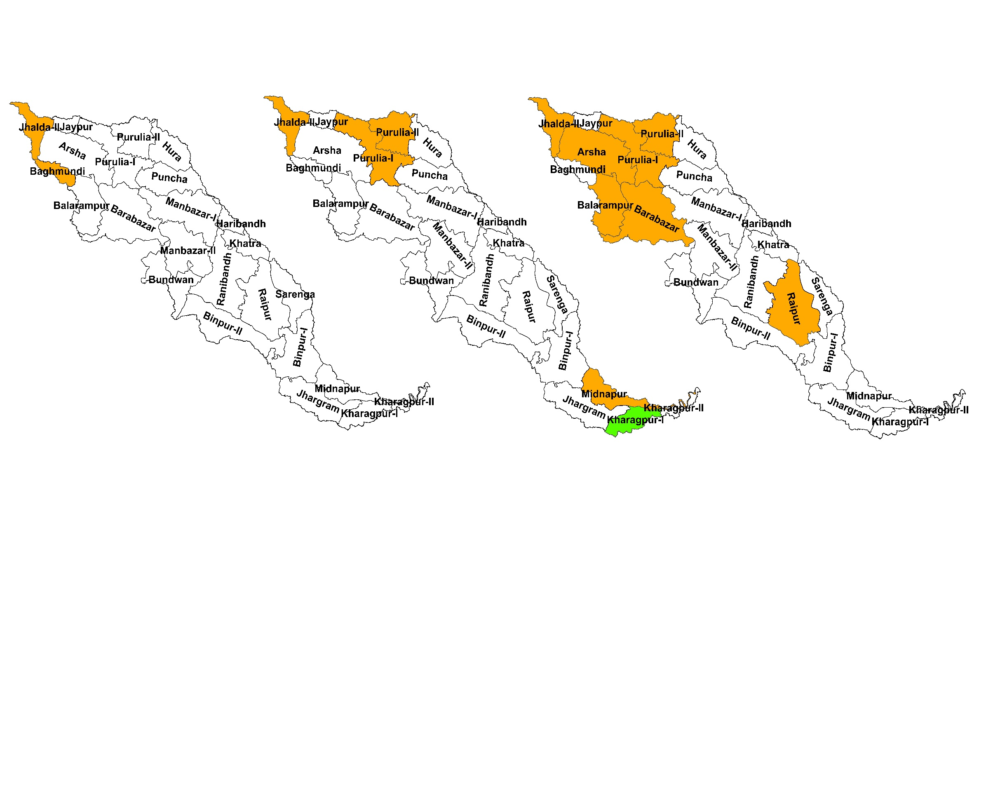 Jhalda-II
Jaypur
Purulia-II
Arsha
Hura
Purulia-I
Baghmundi
Puncha
Balarampur
Barabazar
Manbazar-I
Haribandh
Khatra
Manbazar-II
Ranibandh
Bundwan
Sarenga
Raipur
Binpur-II
Binpur-I
Midnapur
Jhargram
Kharagpur-II
Kharagpur-I
Jhalda-II
Jaypur
Purulia-II
Arsha
Hura
Purulia-I
Baghmundi
Puncha
Balarampur
Barabazar
Manbazar-I
Haribandh
Khatra
Manbazar-II
Ranibandh
Bundwan
Sarenga
Raipur
Binpur-II
Binpur-I
Midnapur
Jhargram
Kharagpur-II
Kharagpur-I
Jhalda-II
Jaypur
Purulia-II
Arsha
Hura
Purulia-I
Baghmundi
Puncha
Balarampur
Barabazar
Manbazar-I
Haribandh
Khatra
Manbazar-II
Ranibandh
Bundwan
Sarenga
Raipur
Binpur-II
Binpur-I
Midnapur
Jhargram
Kharagpur-II
Kharagpur-I